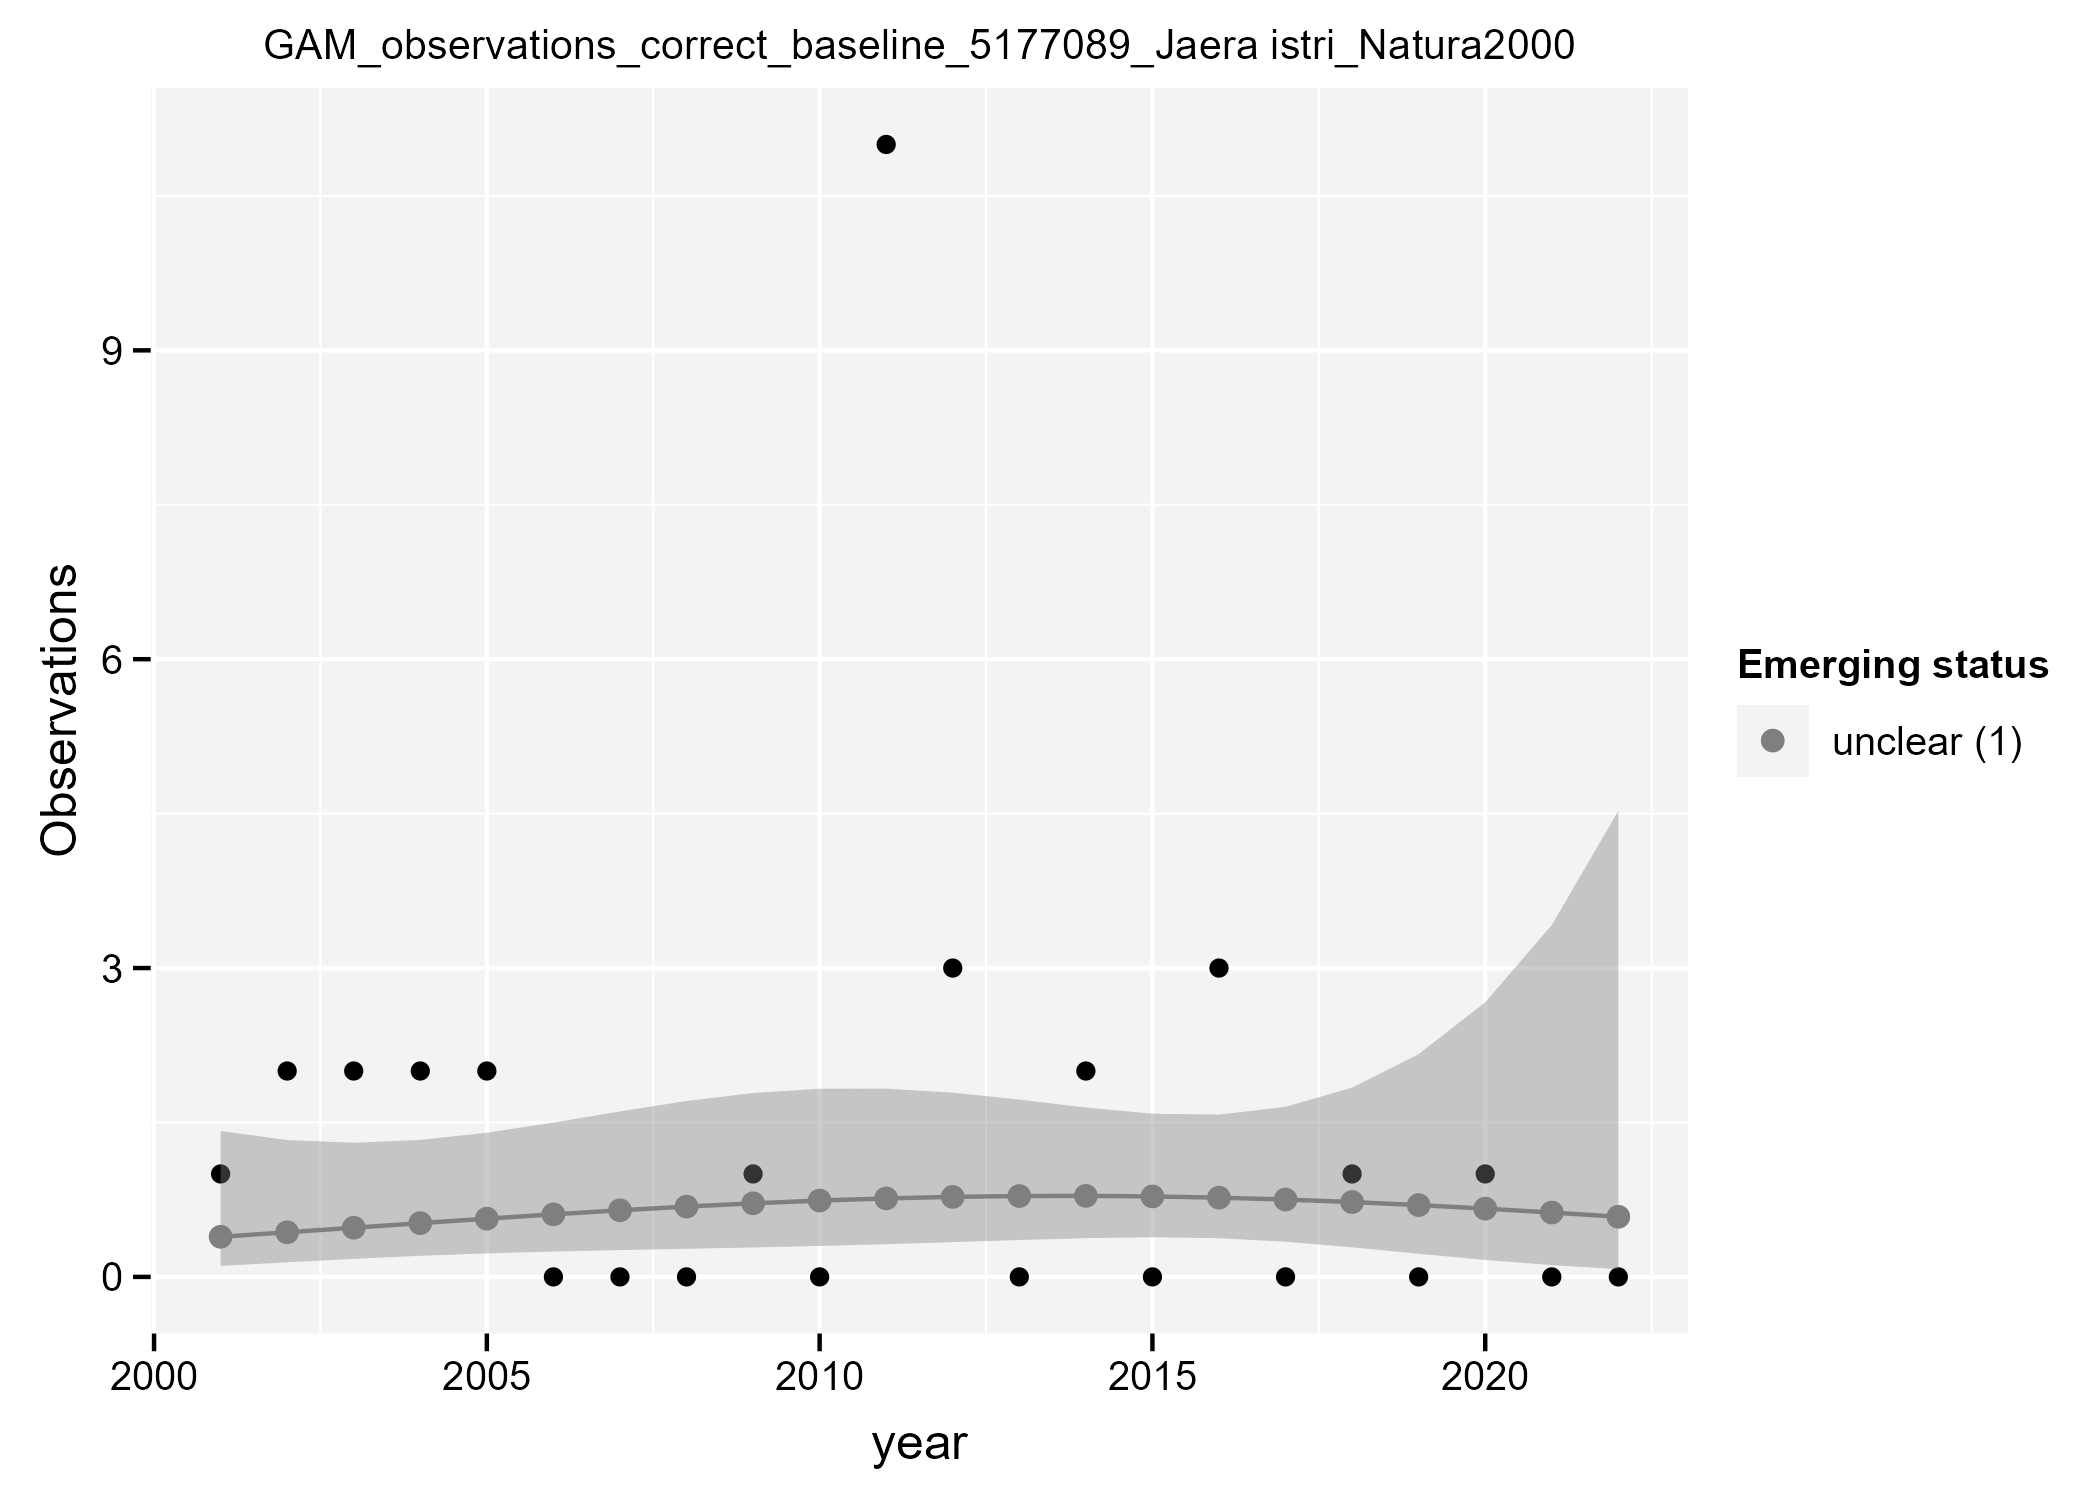 GAM_observations_correct_baseline_5177089_Jaera istri_Natura2000
Observations
9
6
3
0
2000 2005 2010 2015 2020
year
Emerging status
unclear (1)